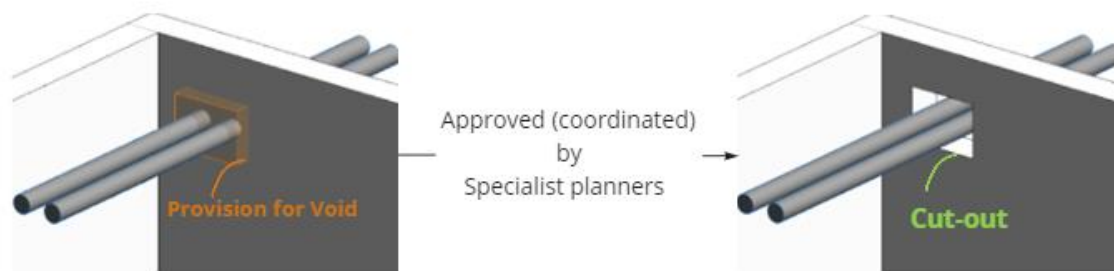 Provision for Void
Approved (coordinated)
by
Specialist planners
Cut-out